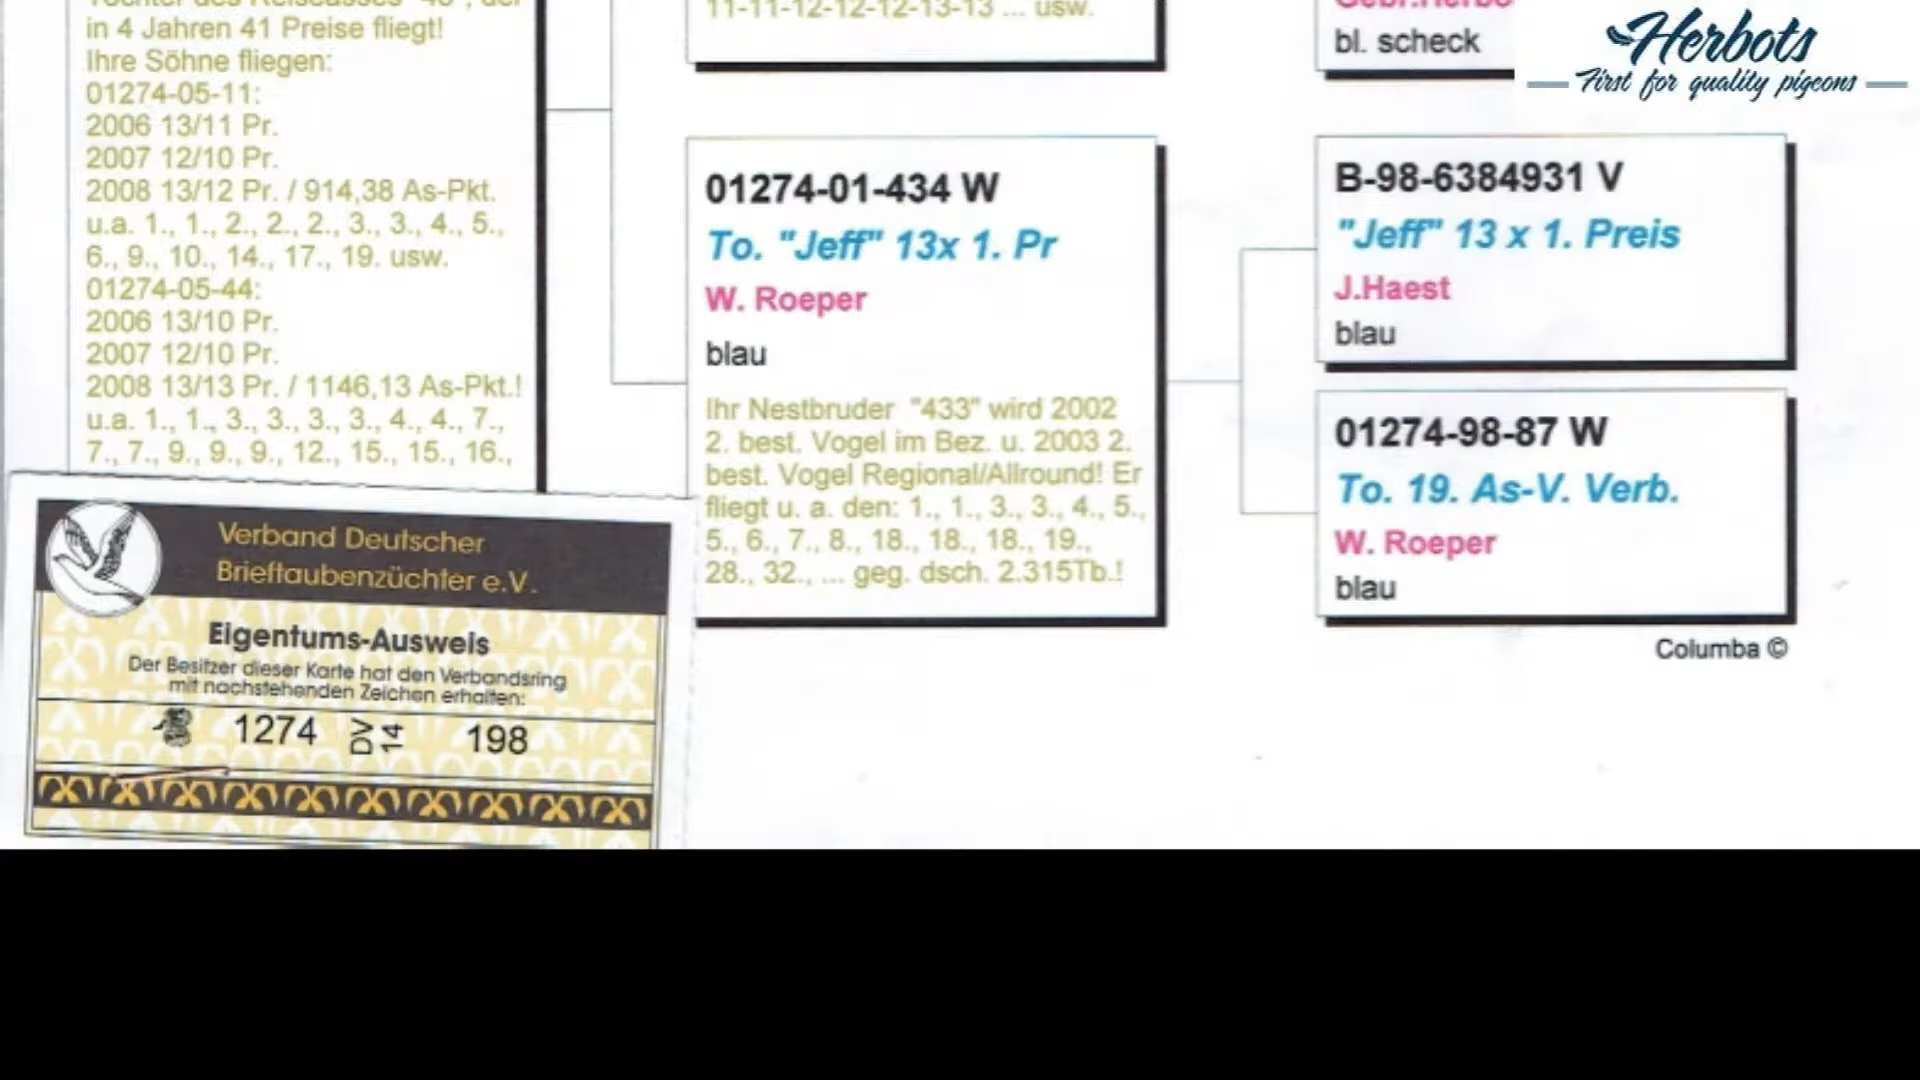 in 4 Jahren 41 Preise fliegt!
Ihre Söhne fliegen:
01274-05-11:
2006 13/11 Pr.
2007 12/10 Pr.
2008 13/12 Pr. / 914,38 As-Pkt.
u.a. 1., 1., 2., 2., 2., 3., 3., 4., 5.,
6., 9., 10., 14., 17., 19. usw.
01274-05-44:
2006 13/10 Pr.
2007 12/10 Pr.
2008 13/13 Pr. / 1146,13 As-Pkt.!
u.a. 1., 1., 3., 3., 3., 3., 4., 4., 7.,
7., 7., 9., 9., 9., 12., 15., 15., 16.,
11-11-12-12-12-13-13 ... usw.
01274-01-434 W
To. "Jeff" 13x 1. Pr
W. Roeper
blau
Ihr Nestbruder "433" wird 2002
2. best. Vogel im Bez. u. 2003 2.
best. Vogel Regional/Allround! Er
fliegt u. a. den: 1., 1., 3., 3., 4., 5.,
5., 6., 7., 8., 18., 18., 18., 19.,
28., 32., ... geg. dsch. 2.315Tb.!
bl. scheck
Herbots
First for quality pigeons
B-98-6384931 V
"Jeff" 13 x 1. Preis
J.Haest
blau
01274-98-87 W
To. 19. As-V. Verb.
W. Roeper
blau
Columba ©
Verband Deutscher
Brieftaubenzüchter e.V.
Eigentums-Ausweis
Der Besitzer dieser Karte hat den Verbandsring
mit nachstehenden Zeichen erhalten:
1274 DV 14 198